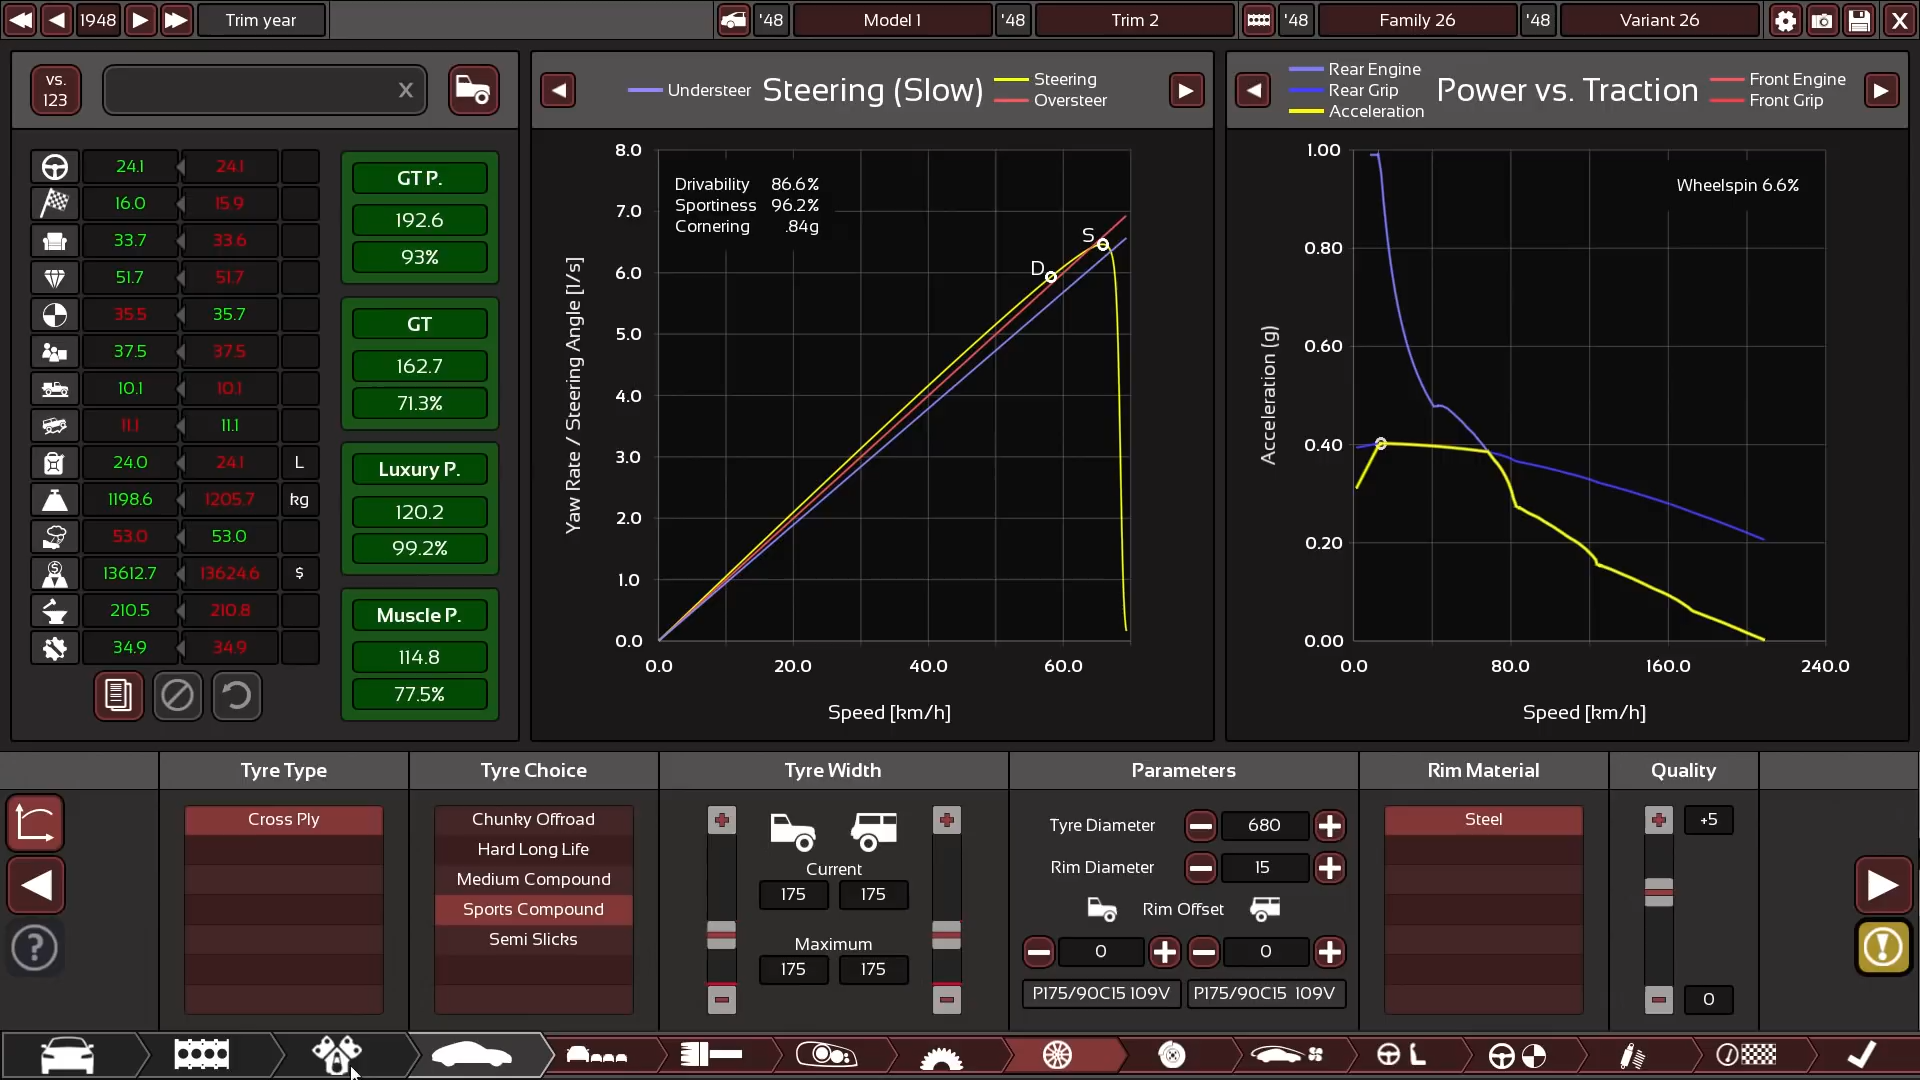 1948 Trim year '48 Model 1 '48 Trim 2 '48 Family 26 '48 Variant 26 X
vs.
123
x
24.1 24.1
16.0 15.9
33.7 33.6
51.7 51.7
35.5 35.7
37.5 37.5
10.1 10.1
11.1 11.1
24.0 24.1 L
1198.6 1205.7 kg
53.0 53.0
13612.7 13624.6 $
210.5 210.8
34.9 34.9
GT P.
192.6
93%
GT
162.7
71.3%
Luxury P.
120.2
99.2%
Muscle P.
114.8
77.5%
Understeer
Steering (Slow)
Steering
Oversteer
8.0
7.0
6.0
5.0
4.0
3.0
2.0
1.0
0.0
Yaw Rate / Steering Angle [1/s]
Drivability 86.6%
Sportiness 96.2%
Cornering .84g
S
D
0.0 20.0 40.0 60.0
Speed [km/h]
Rear Engine
Rear Grip
Acceleration
Power vs. Traction
Front Engine
Front Grip
1.00
0.80
0.60
0.40
0.20
0.00
Acceleration (g)
Wheelspin 6.6%
0.0 80.0 160.0 240.0
Speed [km/h]
Tyre Type
Cross Ply
Tyre Choice
Chunky Offroad
Hard Long Life
Medium Compound
Sports Compound
Semi Slicks
Tyre Width
Current
175 175
Maximum
175 175
Parameters
Tyre Diameter 680
Rim Diameter 15
Rim Offset
0 0
P175/90C15 109V P175/90C15 109V
Rim Material
Steel
Quality
+5
0
?